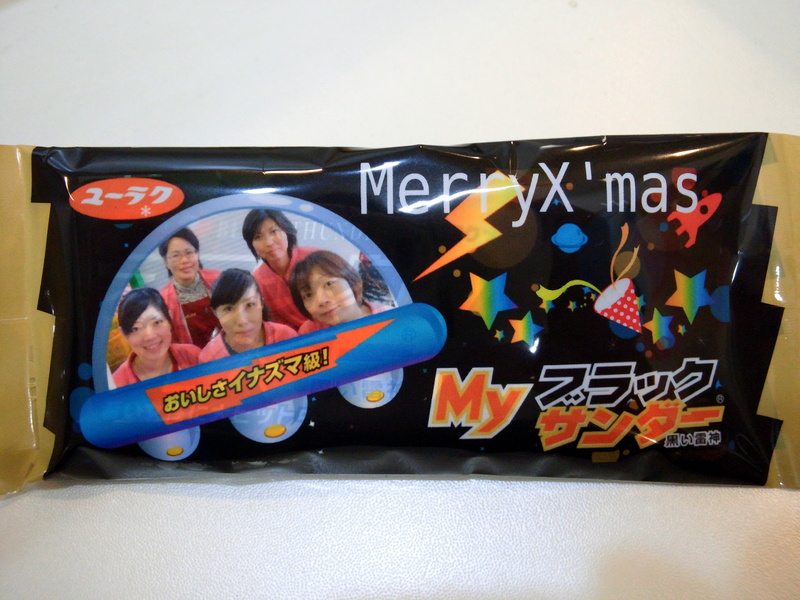 ユーラク
MerryX'mas
おいしさイナズマ級!
My ブラック
サンダー®
黒い雷神